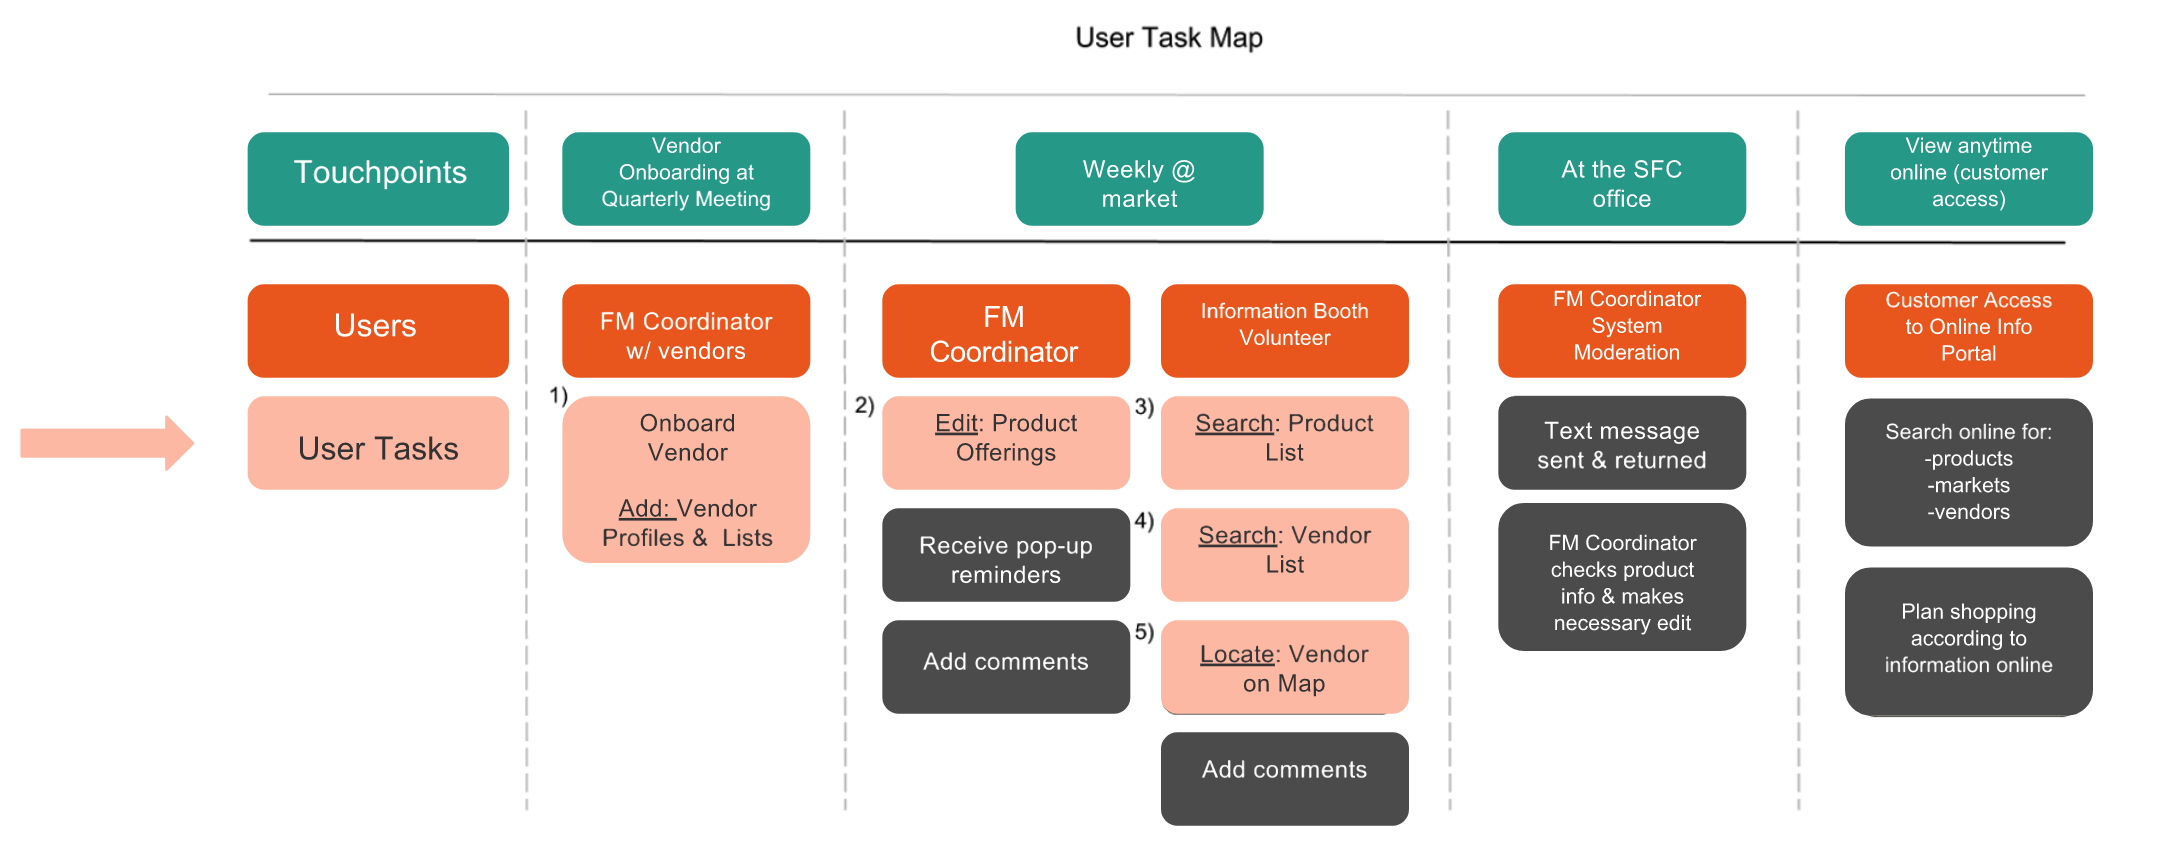 User Task Map
Touchpoints
Vendor
Onboarding at
Quarterly Meeting
Weekly @
market
At the SFC
office
View anytime
online (customer
access)
Users
FM Coordinator
w/ vendors
FM
Coordinator
Information Booth
Volunteer
FM Coordinator
System
Moderation
Customer Access
to Online Info
Portal
User Tasks
1)
Onboard
Vendor
Add: Vendor
Profiles & Lists
2)
Edit: Product
Offerings
Receive pop-up
reminders
Add comments
3)
Search: Product
List
4)
Search: Vendor
List
5)
Locate: Vendor
on Map
Add comments
Text message
sent & returned
FM Coordinator
checks product
info & makes
necessary edit
Search online for:
-products
-markets
-vendors
Plan shopping
according to
information online